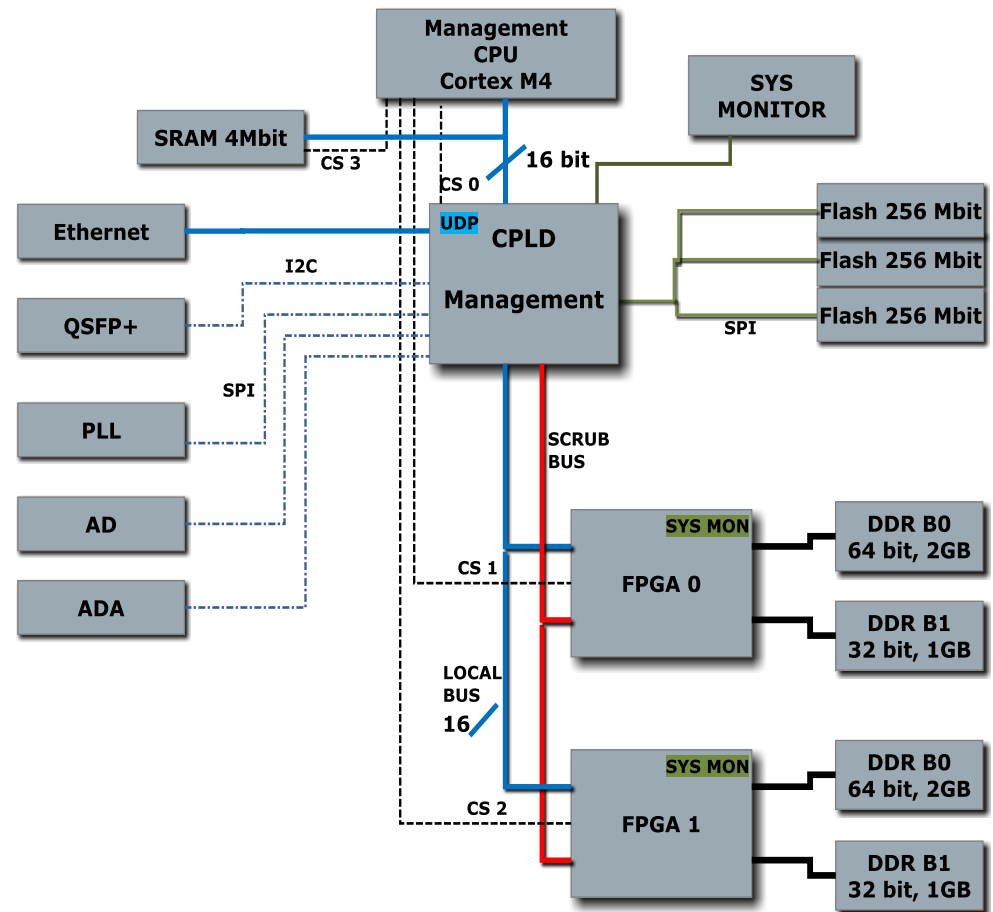 Management
CPU
Cortex M4
SYS
MONITOR
SRAM 4Mbit
CS 3
16 bit
CS 0
Flash 256 Mbit
Flash 256 Mbit
Flash 256 Mbit
SPI
Ethernet
UDP
CPLD
Management
I2C
QSFP+
SPI
PLL
AD
ADA
SCRUB
BUS
SYS MON
FPGA 0
CS 1
DDR B0
64 bit, 2GB
DDR B1
32 bit, 1GB
LOCAL
BUS
16
SYS MON
FPGA 1
CS 2
DDR B0
64 bit, 2GB
DDR B1
32 bit, 1GB